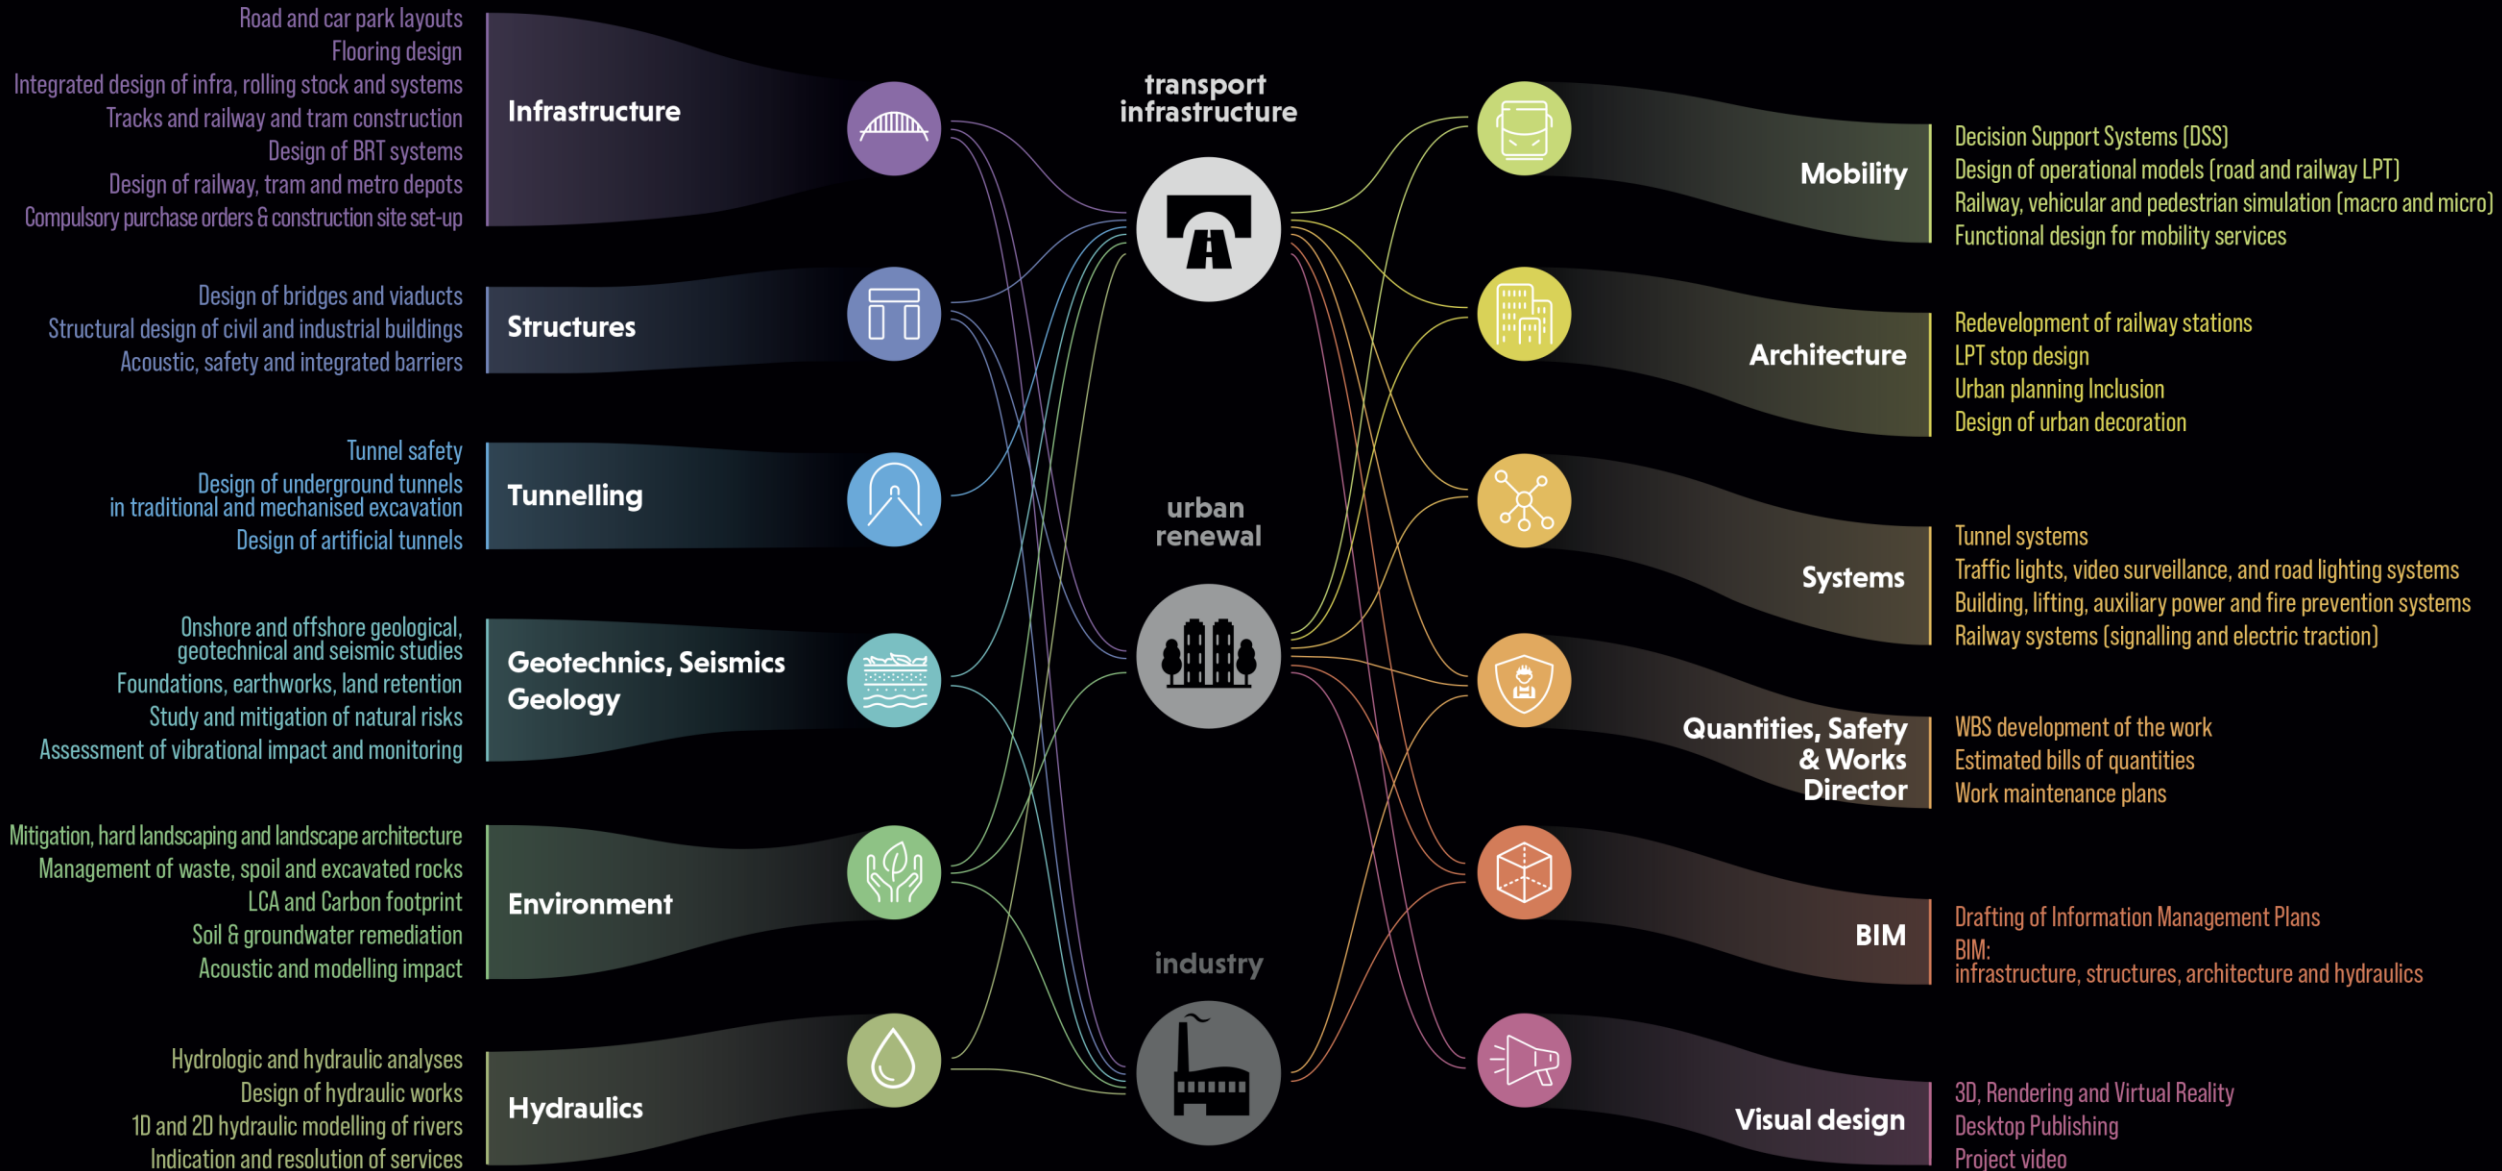 Road and car park layouts
Flooring design
Integrated design of infra, rolling stock and systems
Tracks and railway and tram construction
Design of BRT systems
Design of railway, tram and metro depots
Compulsory purchase orders & construction site set-up
Infrastructure
Design of bridges and viaducts
Structural design of civil and industrial buildings
Acoustic, safety and integrated barriers
Structures
Tunnel safety
Design of underground tunnels
in traditional and mechanised excavation
Design of artificial tunnels
Tunnelling
Onshore and offshore geological,
geotechnical and seismic studies
Foundations, earthworks, land retention
Study and mitigation of natural risks
Assessment of vibrational impact and monitoring
Geotechnics, Seismics
Geology
Mitigation, hard landscaping and landscape architecture
Management of waste, spoil and excavated rocks
LCA and Carbon footprint
Soil & groundwater remediation
Acoustic and modelling impact
Environment
Hydrologic and hydraulic analyses
Design of hydraulic works
1D and 2D hydraulic modelling of rivers
Indication and resolution of services
Hydraulics
transport
infrastructure
urban
renewal
industry
Mobility
Decision Support Systems (DSS)
Design of operational models (road and railway LPT)
Railway, vehicular and pedestrian simulation (macro and micro)
Functional design for mobility services
Architecture
Redevelopment of railway stations
LPT stop design
Urban planning Inclusion
Design of urban decoration
Systems
Tunnel systems
Traffic lights, video surveillance, and road lighting systems
Building, lifting, auxiliary power and fire prevention systems
Railway systems (signalling and electric traction)
Quantities, Safety
& Works
Director
WBS development of the work
Estimated bills of quantities
Work maintenance plans
BIM
Drafting of Information Management Plans
BIM:
infrastructure, structures, architecture and hydraulics
Visual design
3D, Rendering and Virtual Reality
Desktop Publishing
Project video